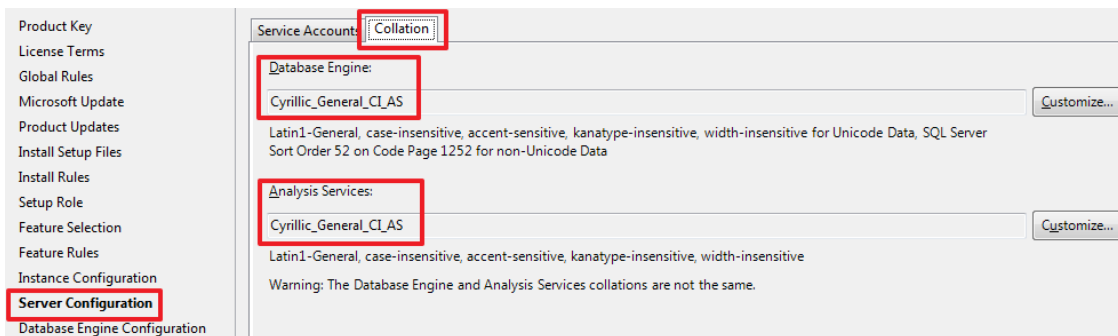 Product Key
License Terms
Global Rules
Microsoft Update
Product Updates
Install Setup Files
Install Rules
Setup Role
Feature Selection
Feature Rules
Instance Configuration
Server Configuration
Database Engine Configuration
Service Accounts
Collation
Database Engine:
Cyrillic_General_CI_AS
Customize...
Latin1-General, case-insensitive, accent-sensitive, kanatype-insensitive, width-insensitive for Unicode Data, SQL Server
Sort Order 52 on Code Page 1252 for non-Unicode Data
Analysis Services:
Cyrillic_General_CI_AS
Customize...
Latin1-General, case-insensitive, accent-sensitive, kanatype-insensitive, width-insensitive
Warning: The Database Engine and Analysis Services collations are not the same.